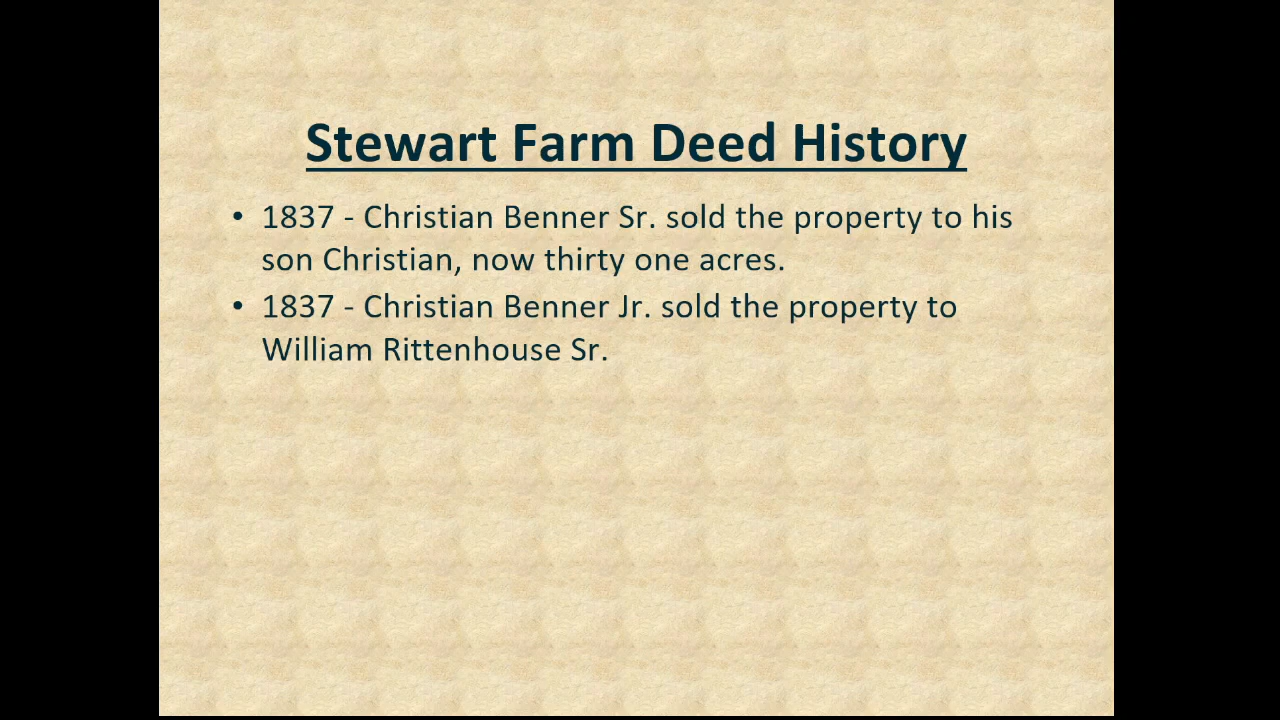 Stewart Farm Deed History
• 1837 - Christian Benner Sr. sold the property to his
son Christian, now thirty one acres.
• 1837 - Christian Benner Jr. sold the property to
William Rittenhouse Sr.